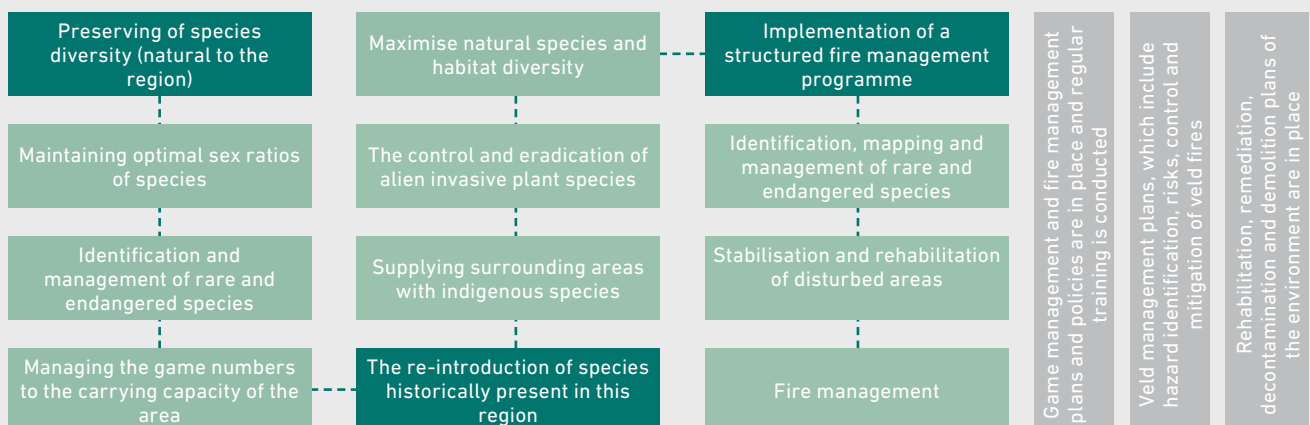 Preserving of species
diversity (natural to the
region)
Maintaining optimal sex ratios
of species
Identification and
management of rare and
endangered species
Managing the game numbers
to the carrying capacity of the
area
The re-introduction of species
historically present in this
region
Supplying surrounding areas
with indigenous species
The control and eradication of
alien invasive plant species
Maximise natural species and
habitat diversity
Implementation of a
structured fire management
programme
Identification, mapping and
management of rare and
endangered species
Stabilisation and rehabilitation
of disturbed areas
Fire management
Game management and fire management
plans and policies are in place and regular
training is conducted
Veld management plans, which include
hazard identification, risks, control and
mitigation of veld fires
Rehabilitation, remediation,
decontamination and demolition plans of
the environment are in place